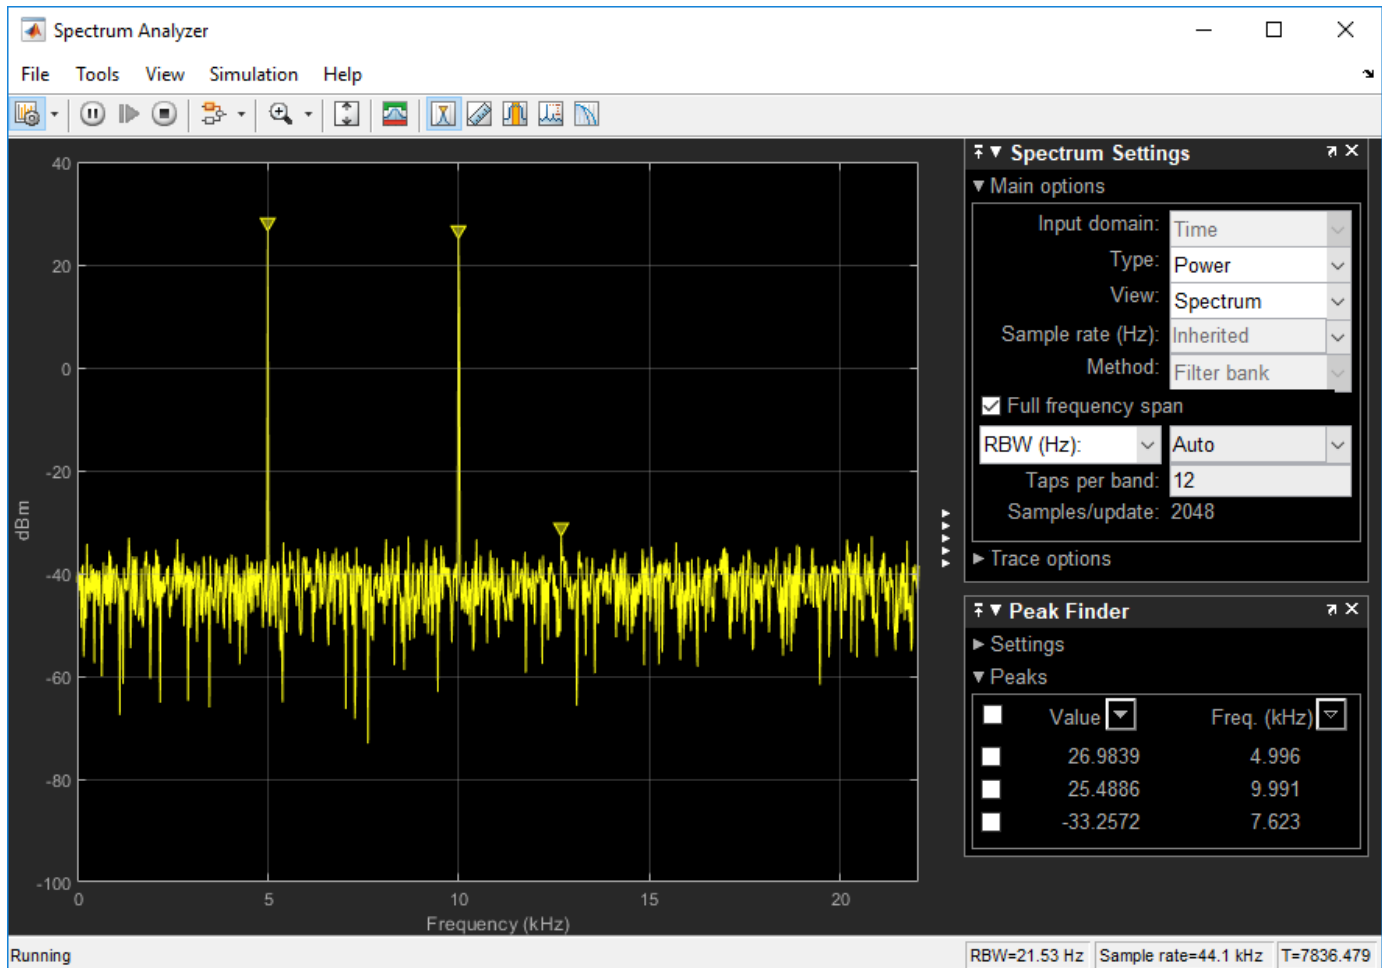 Spectrum Analyzer
File Tools View Simulation Help
40
20
0
-20
-40
-60
-80
-100
dBm
0 5 10 15 20
Frequency (kHz)
Spectrum Settings
Main options
Input domain: Time
Type: Power
View: Spectrum
Sample rate (Hz): Inherited
Method: Filter bank
Full frequency span
RBW (Hz): Auto
Taps per band: 12
Samples/update: 2048
Trace options
Peak Finder
Settings
Peaks
Value Freq. (kHz)
26.9839 4.996
25.4886 9.991
-33.2572 7.623
Running RBW=21.53 Hz Sample rate=44.1 kHz T=7836.479